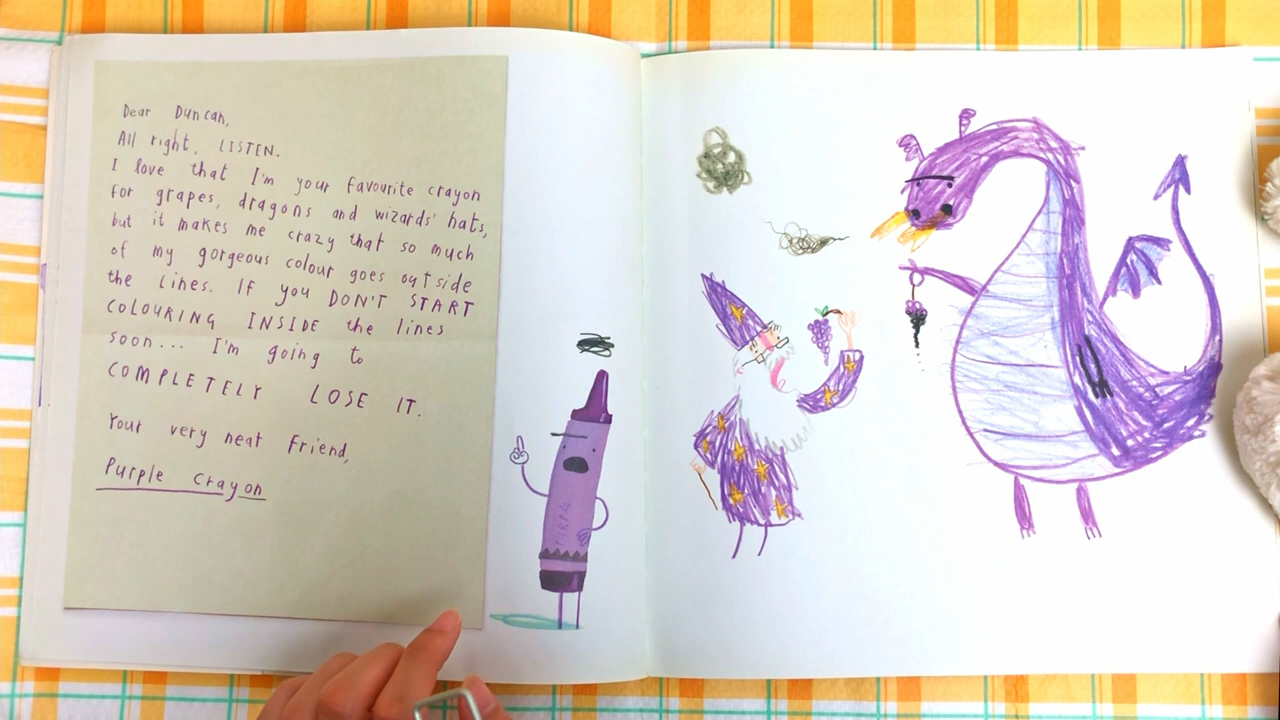 Dear Duncan,
All right, LISTEN.
I love that I'm your favourite crayon
for grapes, dragons and wizards' hats,
but it makes me crazy that so much
of my gorgeous colour goes outside
the lines. If you DON'T START
COLOURING INSIDE the lines
soon... I'm going to
COMPLETELY LOSE IT.
Your very neat friend,
Purple Crayon
PURPLE